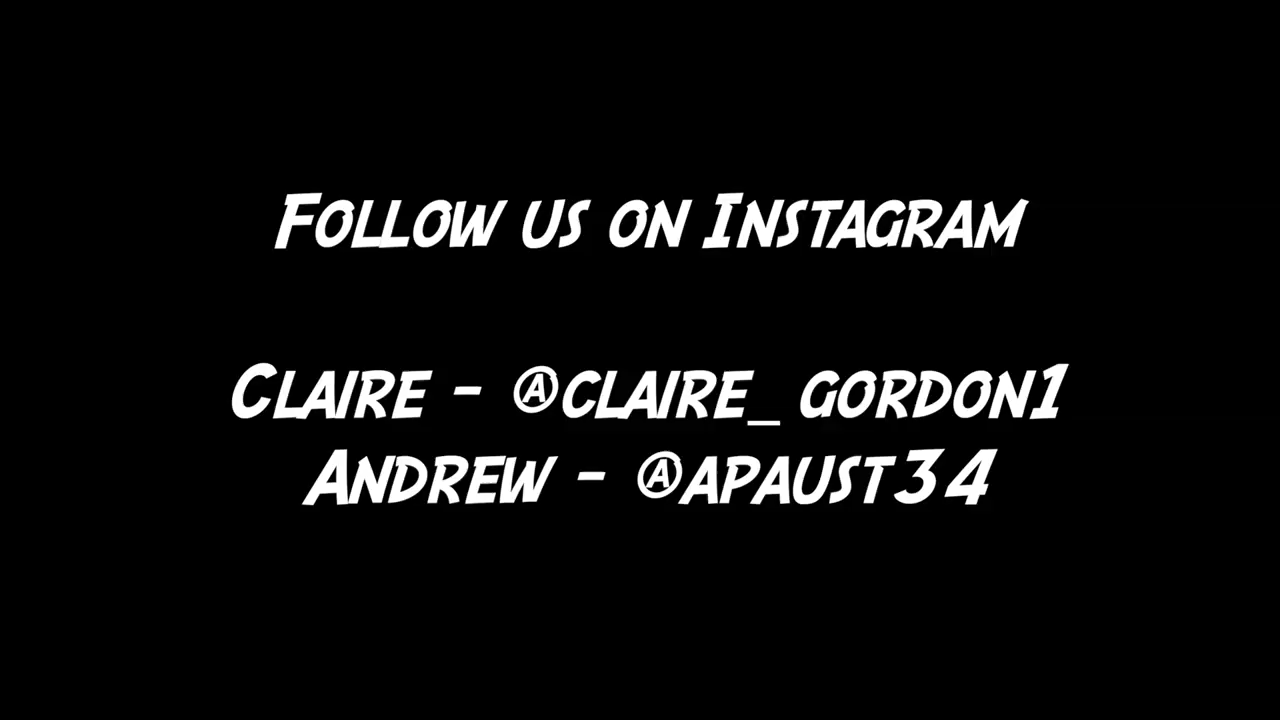 Follow us on Instagram
Claire - @claire_gordon1
Andrew - @apaust34